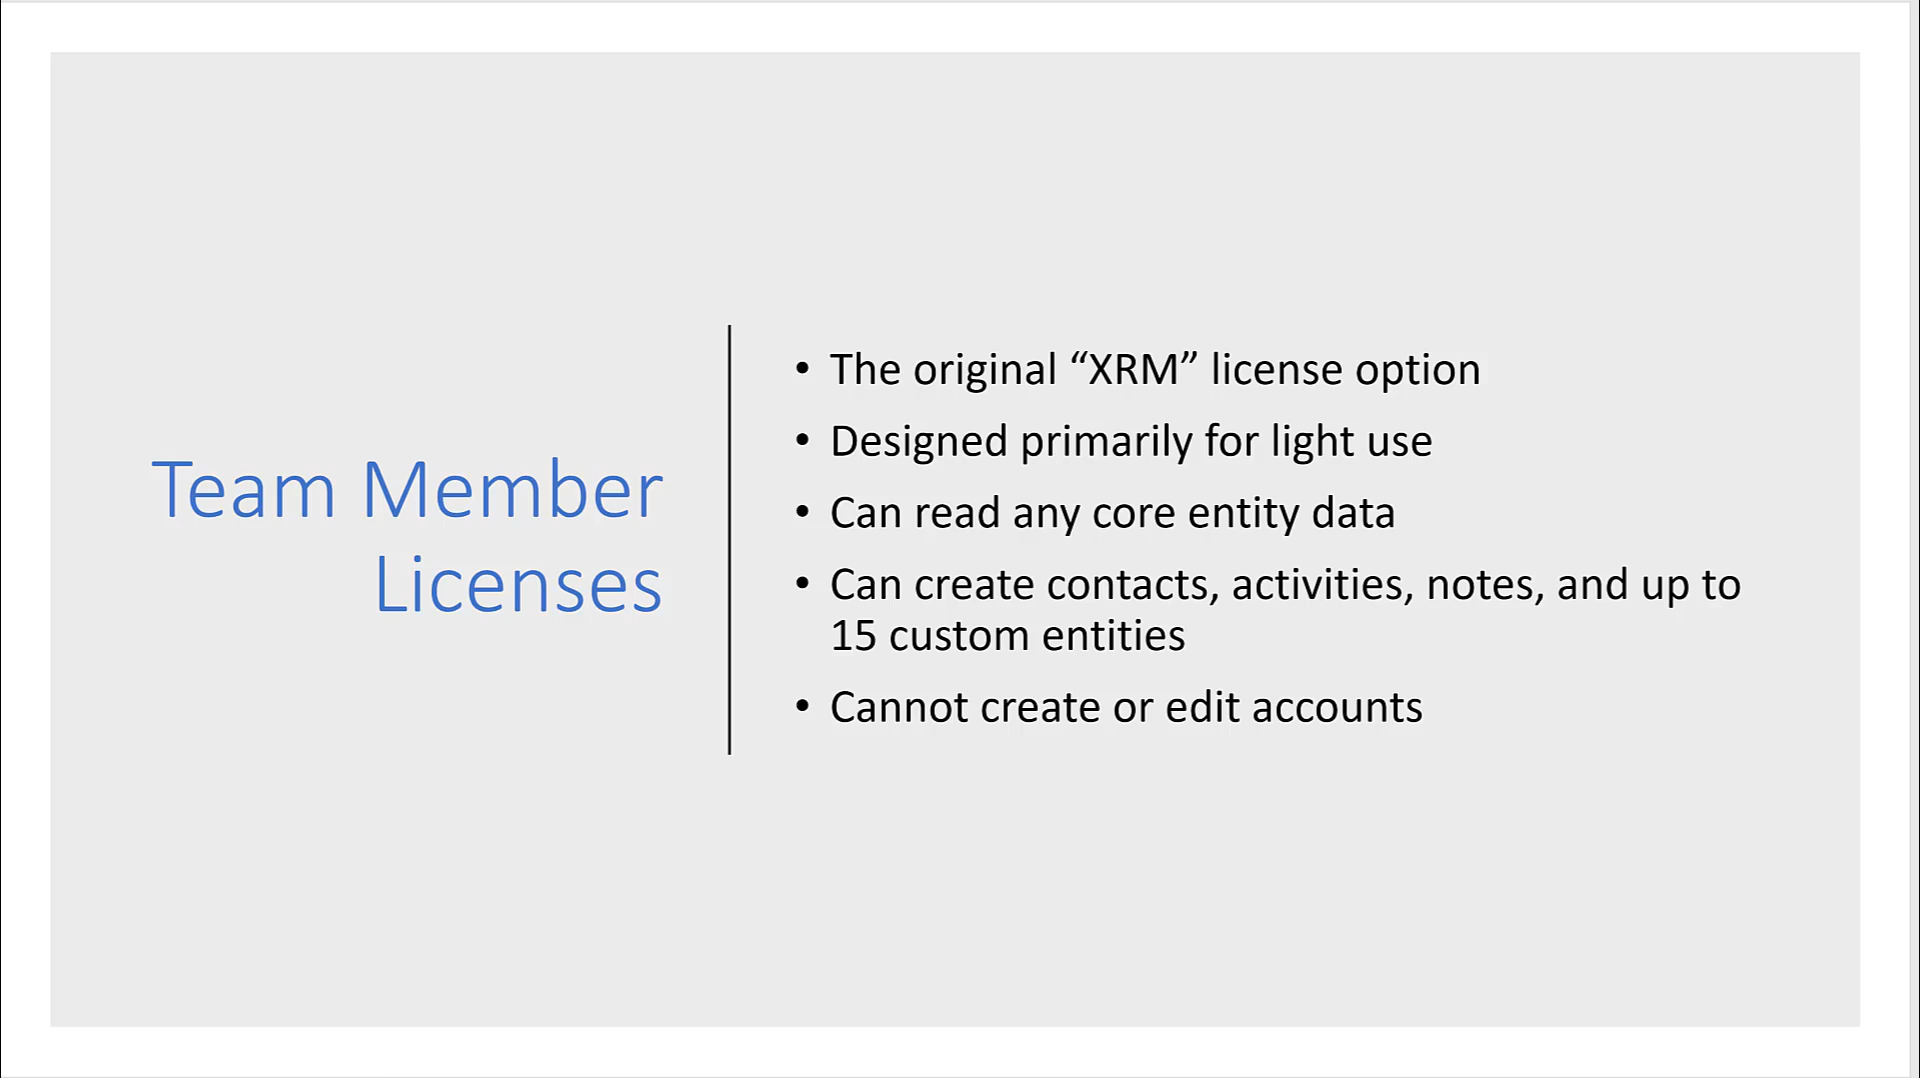 Team Member
Licenses
• The original “XRM” license option
• Designed primarily for light use
• Can read any core entity data
• Can create contacts, activities, notes, and up to
15 custom entities
• Cannot create or edit accounts